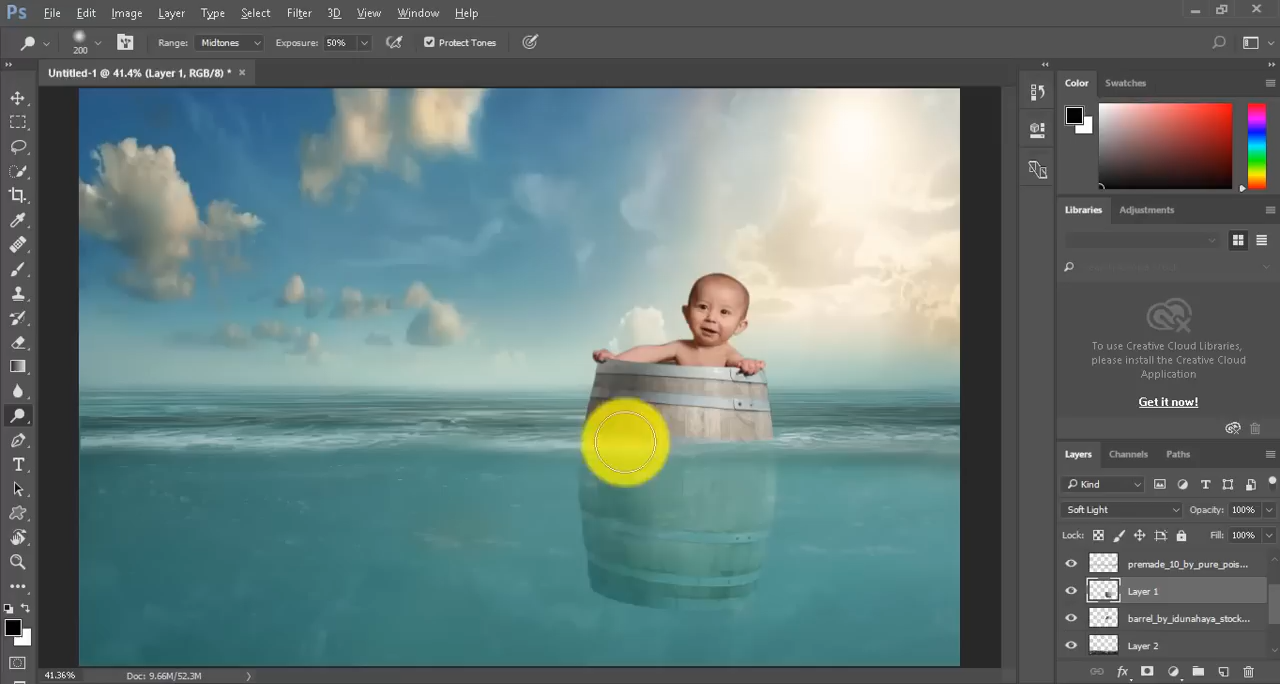 Ps File Edit Image Layer Type Select Filter 3D View Window Help
200 Range: Midtones Exposure: 50% Protect Tones
Untitled-1 @ 41.4% (Layer 1, RGB/8) * ×
Color Swatches
Libraries Adjustments
To use Creative Cloud Libraries,
please install the Creative Cloud
Application
Get it now!
Layers Channels Paths
Kind
Soft Light Opacity: 100%
Lock: Fill: 100%
premade_10_by_pure_pois...
Layer 1
barrel_by_idunahaya_stock...
Layer 2
41.36% Doc: 9.66M/52.3M